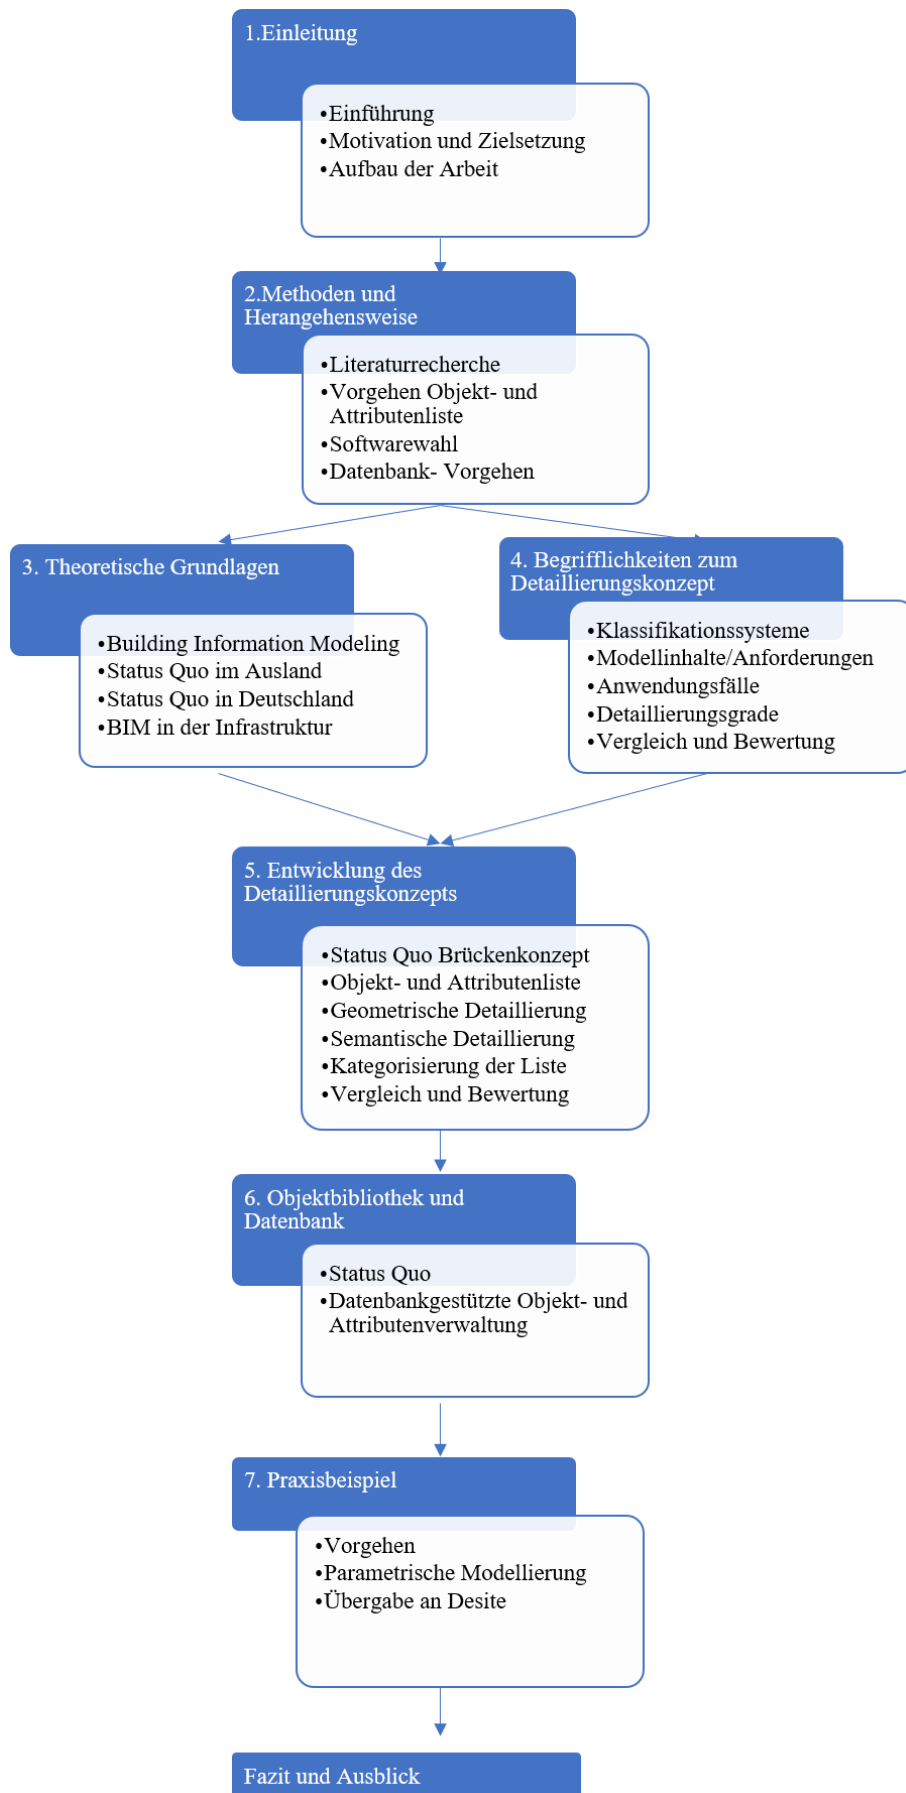 1.Einleitung
•Einführung
•Motivation und Zielsetzung
•Aufbau der Arbeit
2.Methoden und
Herangehensweise
•Literaturrecherche
•Vorgehen Objekt- und
Attributenliste
•Softwarewahl
•Datenbank- Vorgehen
3. Theoretische Grundlagen
•Building Information Modeling
•Status Quo im Ausland
•Status Quo in Deutschland
•BIM in der Infrastruktur
4. Begrifflichkeiten zum
Detaillierungskonzept
•Klassifikationssysteme
•Modellinhalte/Anforderungen
•Anwendungsfälle
•Detaillierungsgrade
•Vergleich und Bewertung
5. Entwicklung des
Detaillierungskonzepts
•Status Quo Brückenkonzept
•Objekt- und Attributenliste
•Geometrische Detaillierung
•Semantische Detaillierung
•Kategorisierung der Liste
•Vergleich und Bewertung
6. Objektbibliothek und
Datenbank
•Status Quo
•Datenbankgestützte Objekt- und
Attributenverwaltung
7. Praxisbeispiel
•Vorgehen
•Parametrische Modellierung
•Übergabe an Desite
Fazit und Ausblick